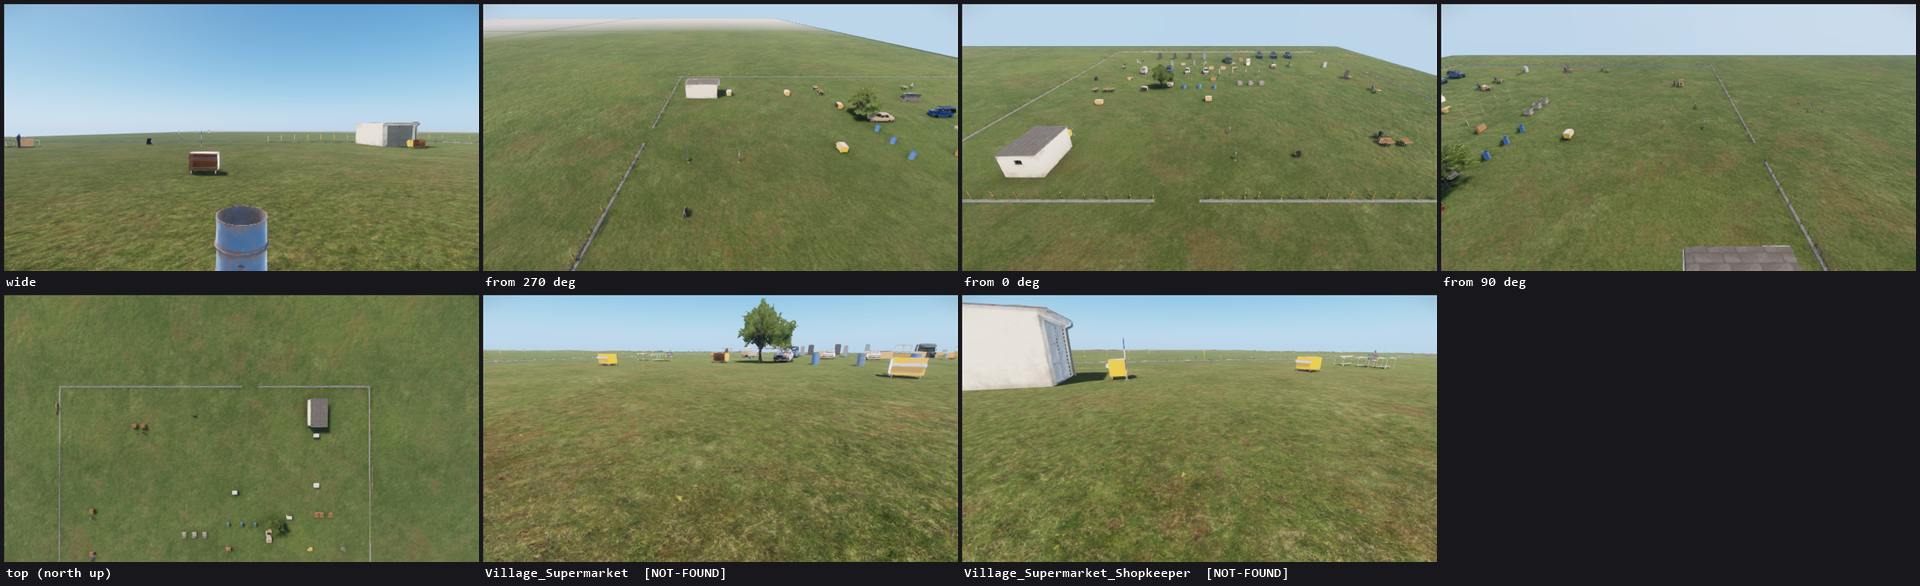 wide
from 270 deg
from 0 deg
from 90 deg
top (north up)
Village_Supermarket [NOT-FOUND]
Village_Supermarket_Shopkeeper [NOT-FOUND]